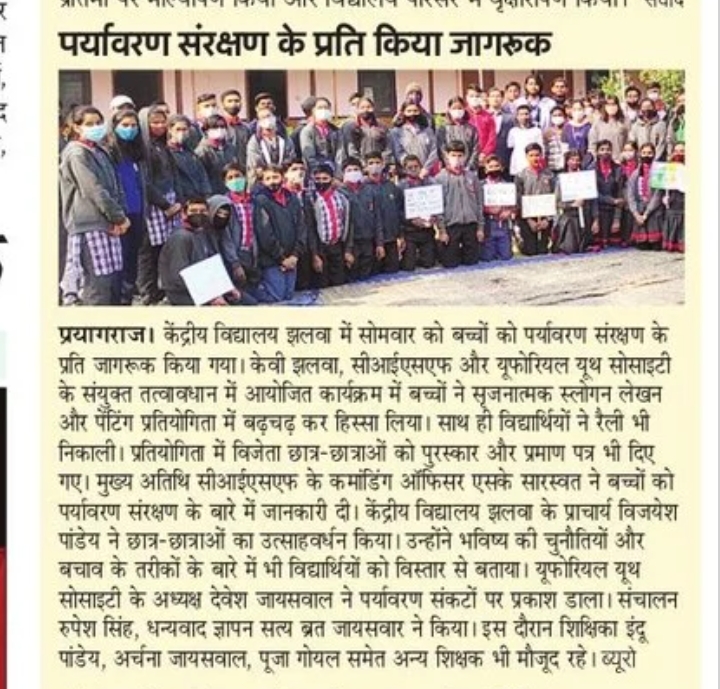 पर्यावरण संरक्षण के प्रति किया जागरूक
प्रयागराज। केंद्रीय विद्यालय झलवा में सोमवार को बच्चों को पर्यावरण संरक्षण के
प्रति जागरूक किया गया। केवी झलवा, सीआईएसएफ और यूफोरियल यूथ सोसाइटी
के संयुक्त तत्वावधान में आयोजित कार्यक्रम में बच्चों ने सृजनात्मक स्लोगन लेखन
और पेंटिंग प्रतियोगिता में बढ़चढ़ कर हिस्सा लिया। साथ ही विद्यार्थियों ने रैली भी
निकाली। प्रतियोगिता में विजेता छात्र-छात्राओं को पुरस्कार और प्रमाण पत्र भी दिए
गए। मुख्य अतिथि सीआईएसएफ के कमांडिंग ऑफिसर एसके सारस्वत ने बच्चों को
पर्यावरण संरक्षण के बारे में जानकारी दी। केंद्रीय विद्यालय झलवा के प्राचार्य विजयेश
पांडेय ने छात्र-छात्राओं का उत्साहवर्धन किया। उन्होंने भविष्य की चुनौतियों और
बचाव के तरीकों के बारे में भी विद्यार्थियों को विस्तार से बताया। यूफोरियल यूथ
सोसाइटी के अध्यक्ष देवेश जायसवाल ने पर्यावरण संकटों पर प्रकाश डाला। संचालन
रुपेश सिंह, धन्यवाद ज्ञापन सत्य ब्रत जायसवार ने किया। इस दौरान शिक्षिका इंदू
पांडेय, अर्चना जायसवाल, पूजा गोयल समेत अन्य शिक्षक भी मौजूद रहे। ब्यूरो